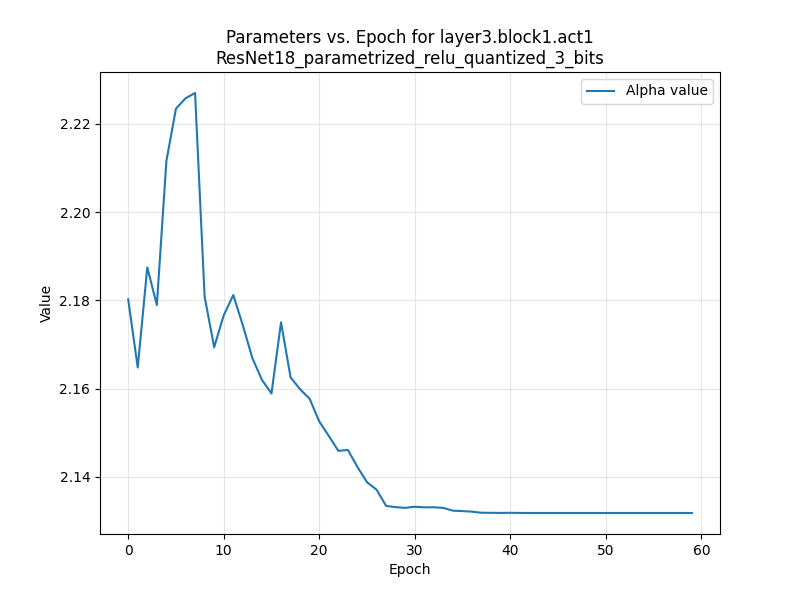 Parameters vs. Epoch for layer3.block1.act1
ResNet18_parametrized_relu_quantized_3_bits
Alpha value
2.22
2.20
2.18
2.16
2.14
Value
0
10
20
30
40
50
60
Epoch